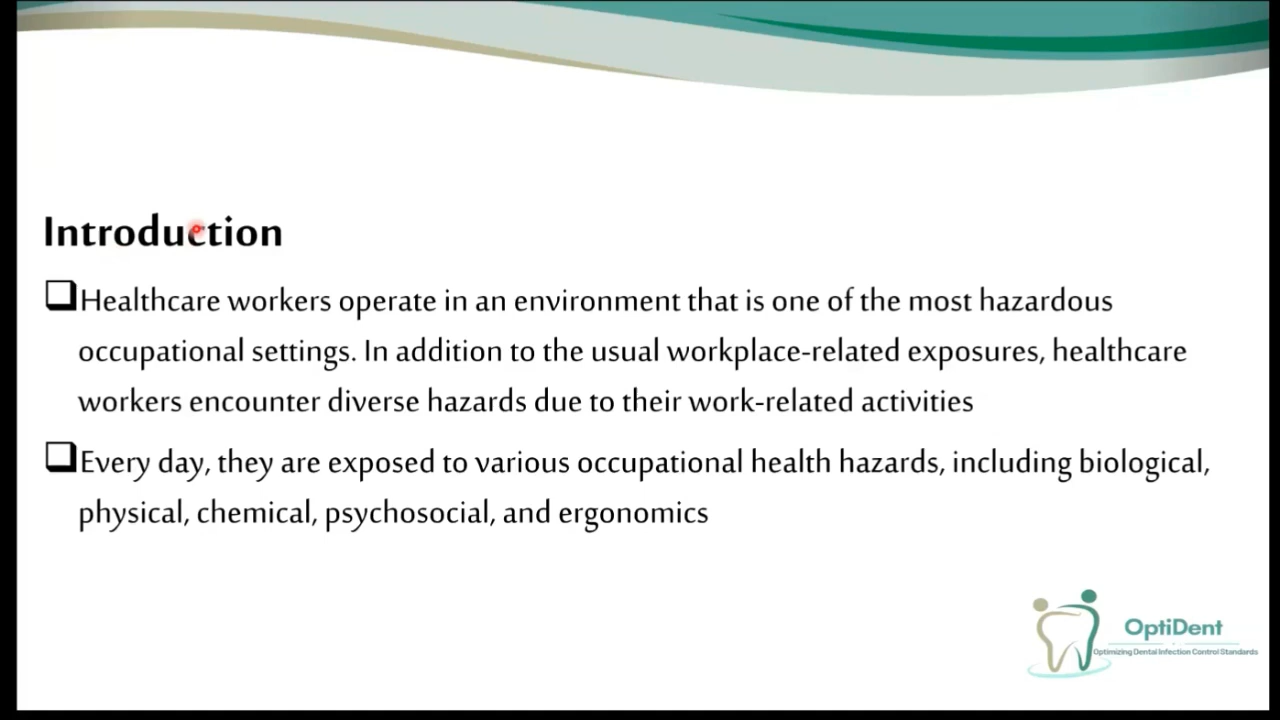 Introduction
Healthcare workers operate in an environment that is one of the most hazardous
occupational settings. In addition to the usual workplace-related exposures, healthcare
workers encounter diverse hazards due to their work-related activities
Every day, they are exposed to various occupational health hazards, including biological,
physical, chemical, psychosocial, and ergonomics
OptiDent
Optimizing Dental Infection Control Standards